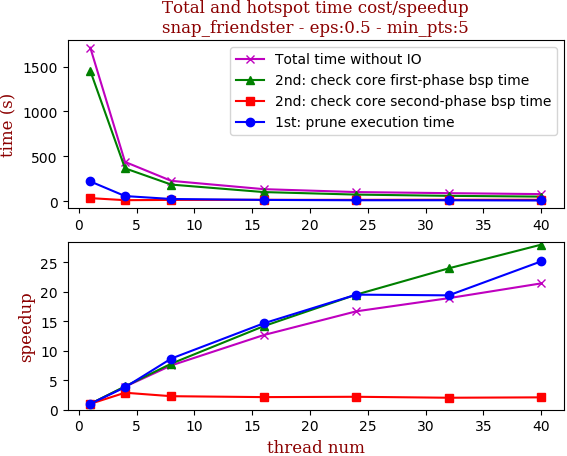 Total and hotspot time cost/speedup
snap_friendster - eps:0.5 - min_pts:5
time (s)
1500
1000
500
0
Total time without IO
2nd: check core first-phase bsp time
2nd: check core second-phase bsp time
1st: prune execution time
0 5 10 15 20 25 30 35 40
speedup
25
20
15
10
5
0
0 5 10 15 20 25 30 35 40
thread num